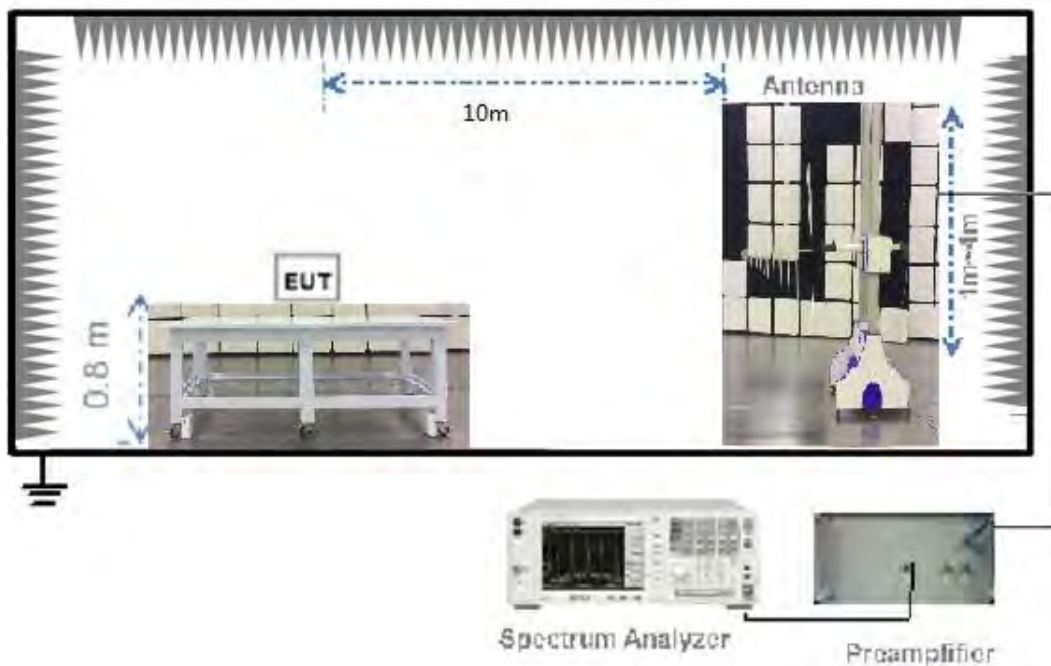 Antenna
10m
1m~4m
EUT
0.8 m
Spectrum Analyzer
Preamplifier